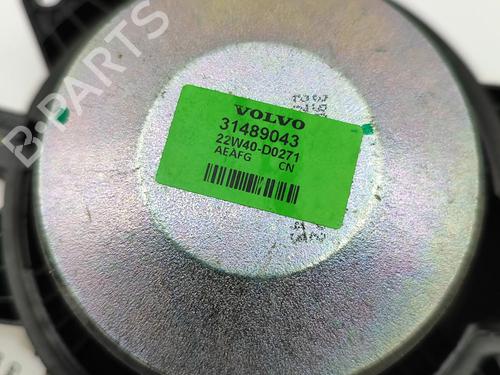 B-PARTS
VOLVO
31489043
22W40-D0271
AEAFG CN